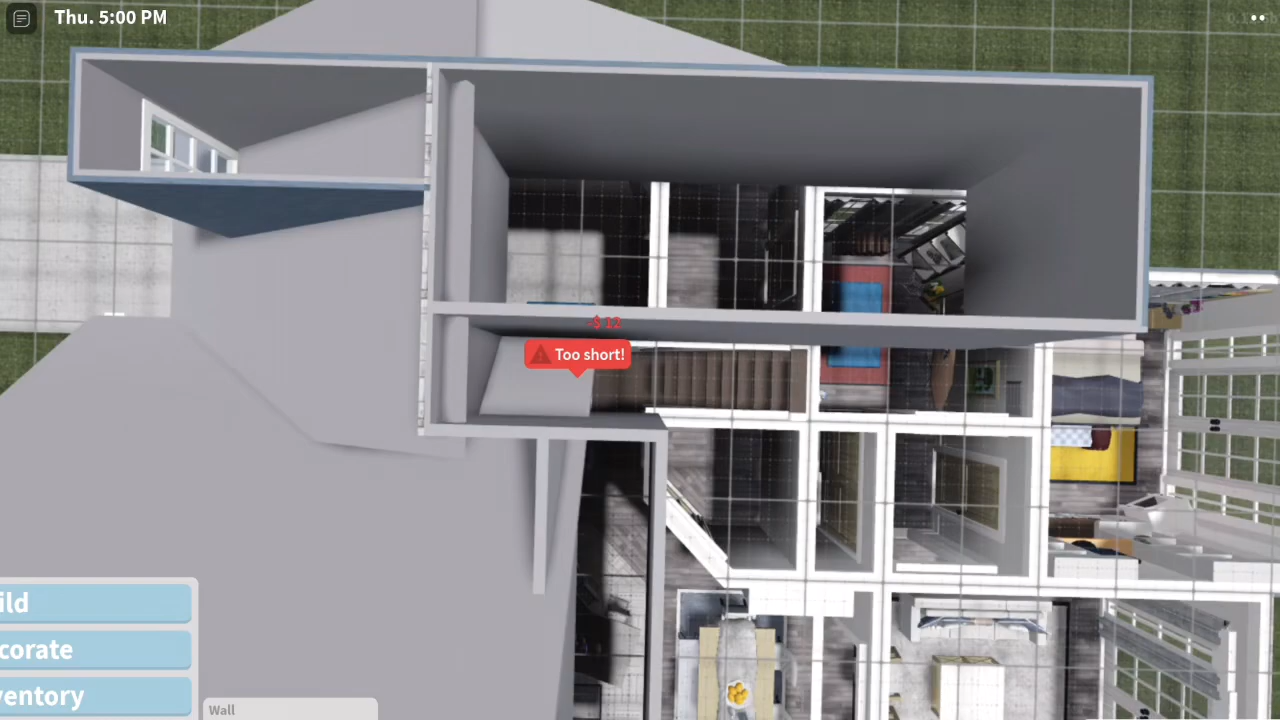 Thu. 5:00 PM
-$12
Too short!
ild
corate
ventory
Wall